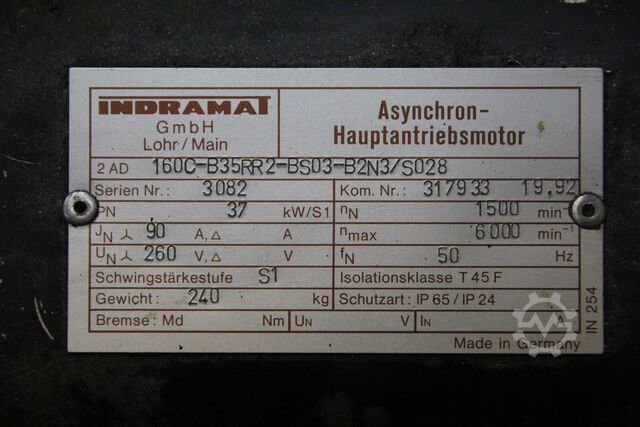 INDRAMAT
GmbH
Lohr/Main
Asynchron-
Hauptantriebsmotor
2 AD 160C-B35RR2-BS03-B2N3/S028
Serien Nr.: 3082 Kom. Nr.: 317933 19.92
PN 37 kW/S1 nN 1500 min-1
JN 90 A, Δ A nmax 6000 min-1
UN 260 V, Δ V fN 50 Hz
Schwingstärkestufe S1 Isolationsklasse T 45 F
Gewicht: 240 kg Schutzart: IP 65 / IP 24
Bremse: Md Nm UN V IN A
IN 254
Made in Germany